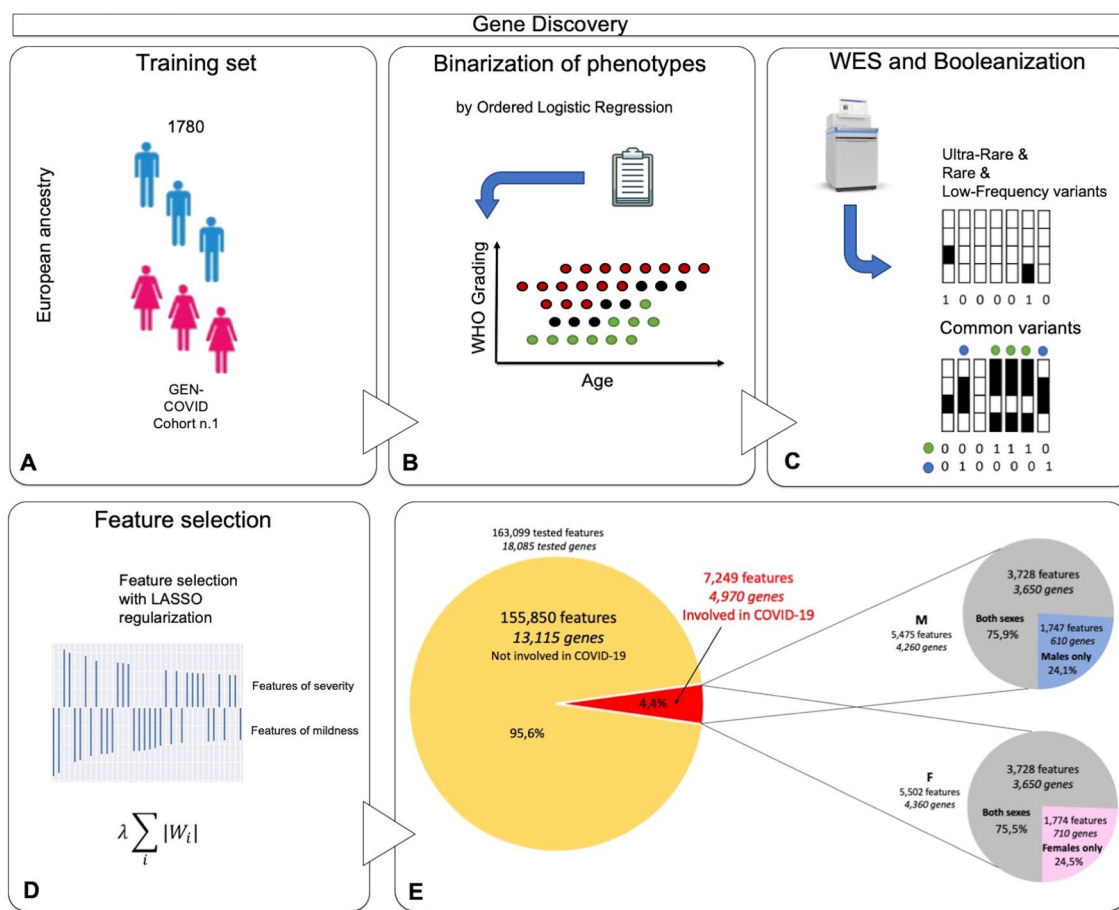 Gene Discovery
Training set
1780
European ancestry
GEN-
COVID
Cohort n.1
A
Binarization of phenotypes
by Ordered Logistic Regression
WHO Grading
Age
B
WES and Booleanization
Ultra-Rare &
Rare &
Low-Frequency variants
1 0 0 0 0 1 0
Common variants
0 0 0 1 1 1 0
0 1 0 0 0 0 1
C
Feature selection
Feature selection
with LASSO
regularization
Features of severity
Features of mildness
λ∑|Wᵢ|
i
D
163,099 tested features
18,085 tested genes
155,850 features
13,115 genes
Not involved in COVID-19
95,6%
4,4%
7,249 features
4,970 genes
Involved in COVID-19
M
5,475 features
4,260 genes
3,728 features
3,650 genes
Both sexes
75,9%
1,747 features
610 genes
Males only
24,1%
F
5,502 features
4,360 genes
3,728 features
3,650 genes
Both sexes
75,5%
1,774 features
710 genes
Females only
24,5%
E